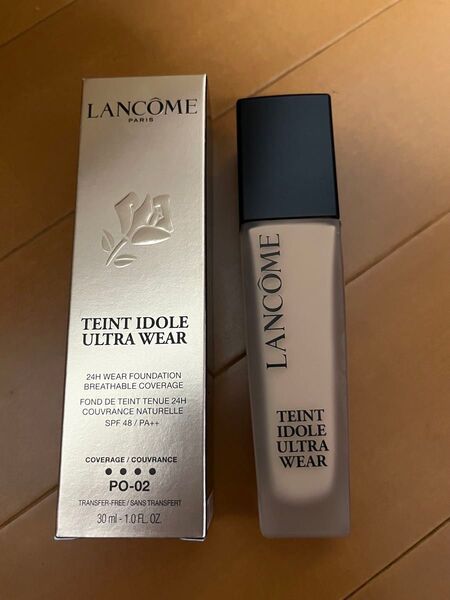 LANCÔME
PARIS
TEINT IDOLE
ULTRA WEAR
24H WEAR FOUNDATION
BREATHABLE COVERAGE
FOND DE TEINT TENUE 24H
COUVRANCE NATURELLE
SPF 48 / PA++
COVERAGE / COUVRANCE
PO-02
TRANSFER-FREE / SANS TRANSFERT
30 ml - 1.0 FL. OZ.
LANCÔME
TEINT
IDOLE
ULTRA
WEAR